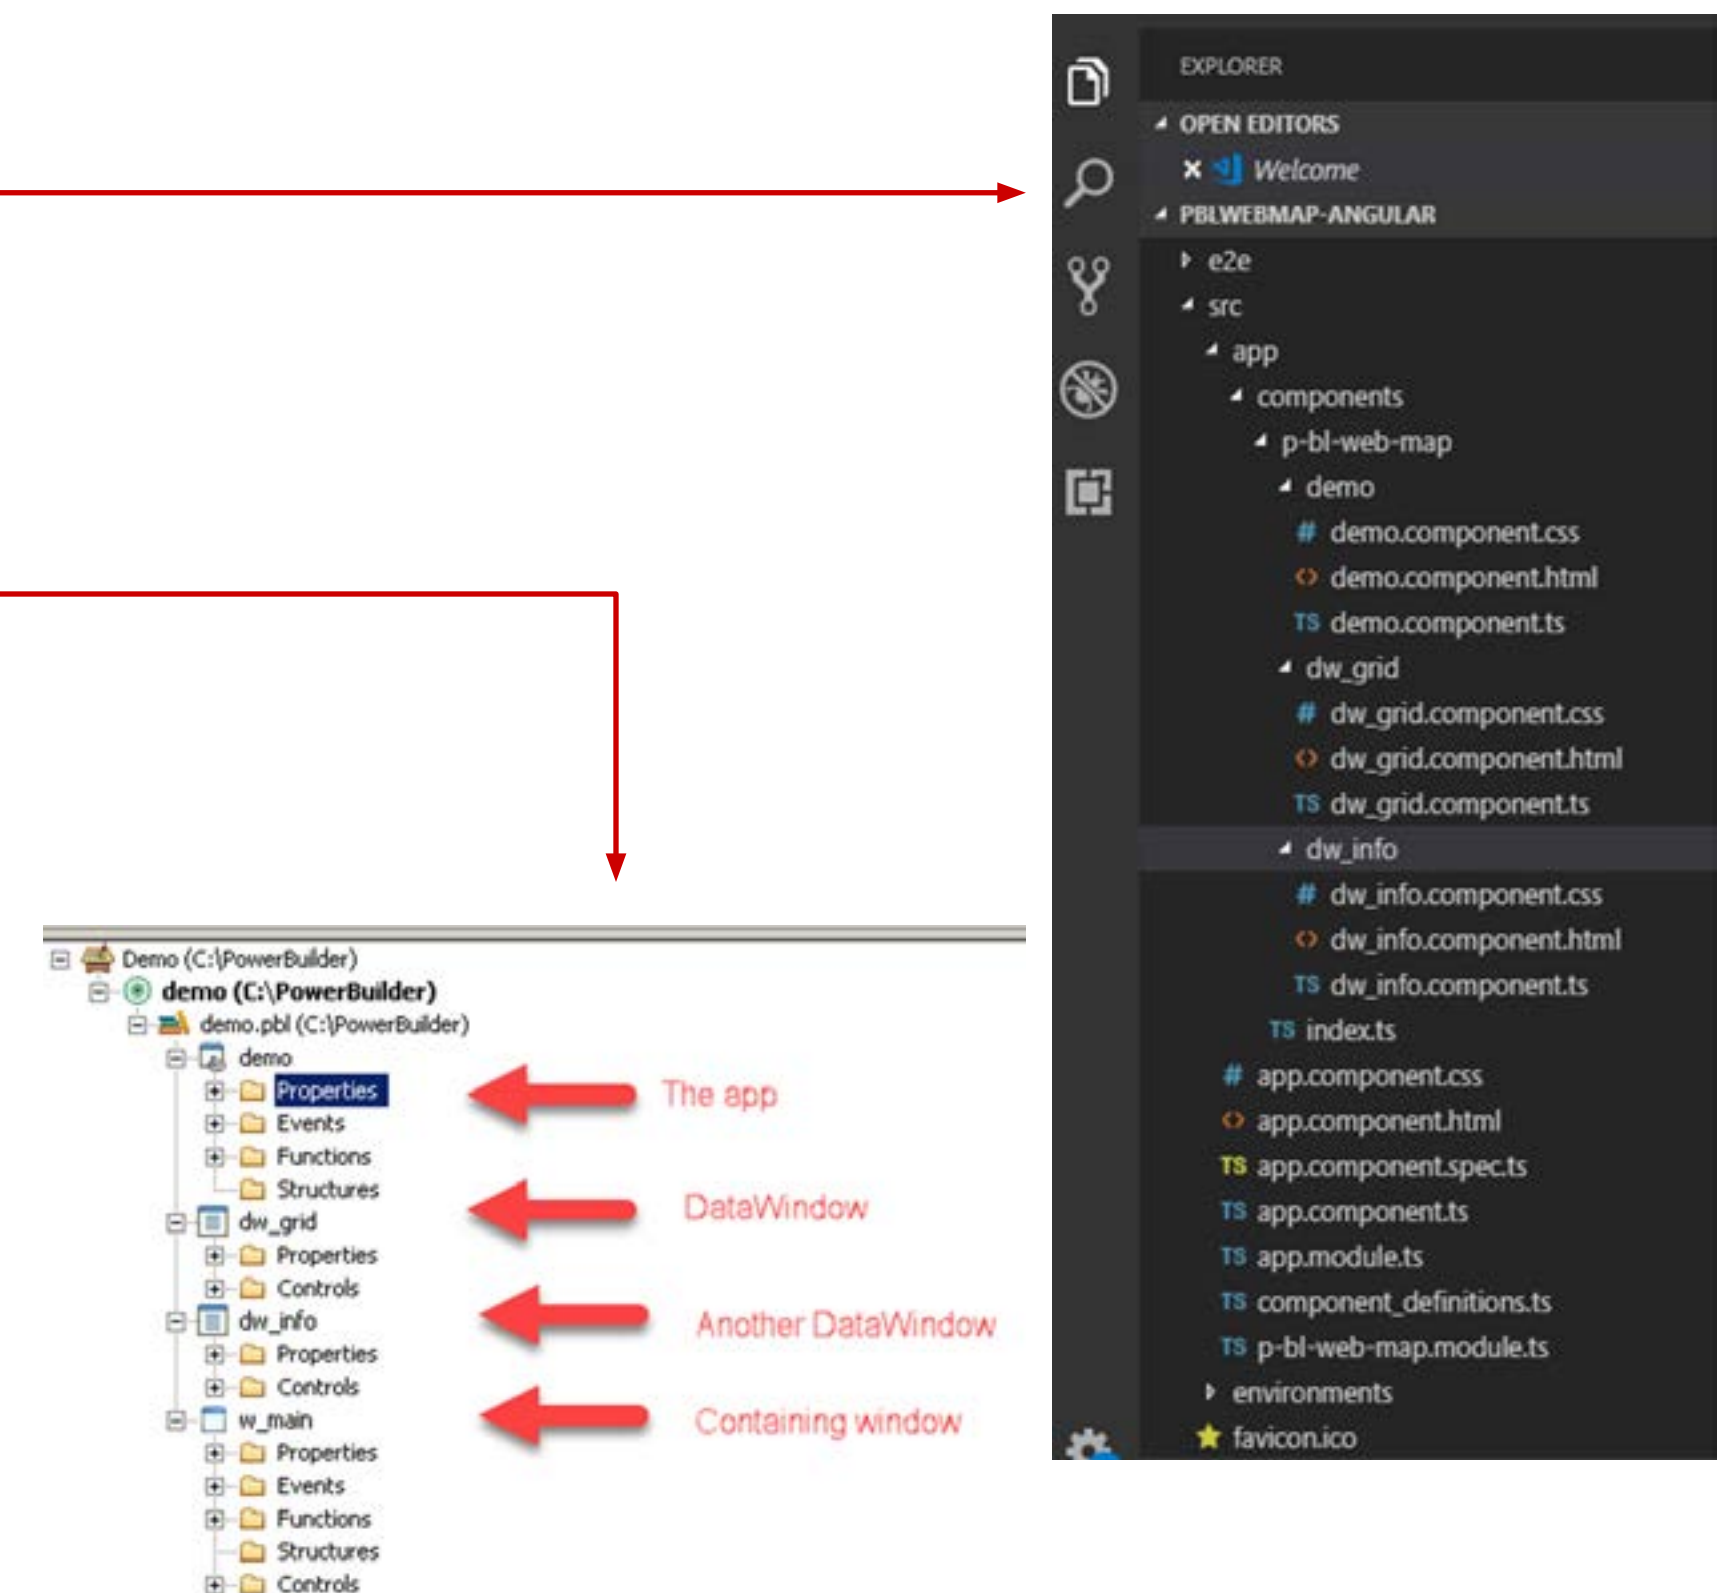 EXPLORER
OPEN EDITORS
Welcome
PBLWEBMAP-ANGULAR
e2e
src
app
components
p-bl-web-map
demo
# demo.component.css
<> demo.component.html
TS demo.component.ts
dw_grid
# dw_grid.component.css
<> dw_grid.component.html
TS dw_grid.component.ts
dw_info
# dw_info.component.css
<> dw_info.component.html
TS dw_info.component.ts
TS index.ts
# app.component.css
<> app.component.html
TS app.component.spec.ts
TS app.component.ts
TS app.module.ts
TS component_definitions.ts
TS p-bl-web-map.module.ts
environments
favicon.ico
Demo (C:\PowerBuilder)
demo (C:\PowerBuilder)
demo.pbl (C:\PowerBuilder)
demo
Properties
The app
Events
Functions
Structures
DataWindow
dw_grid
Properties
Controls
dw_info
Another DataWindow
Properties
Controls
w_main
Containing window
Properties
Events
Functions
Structures
Controls